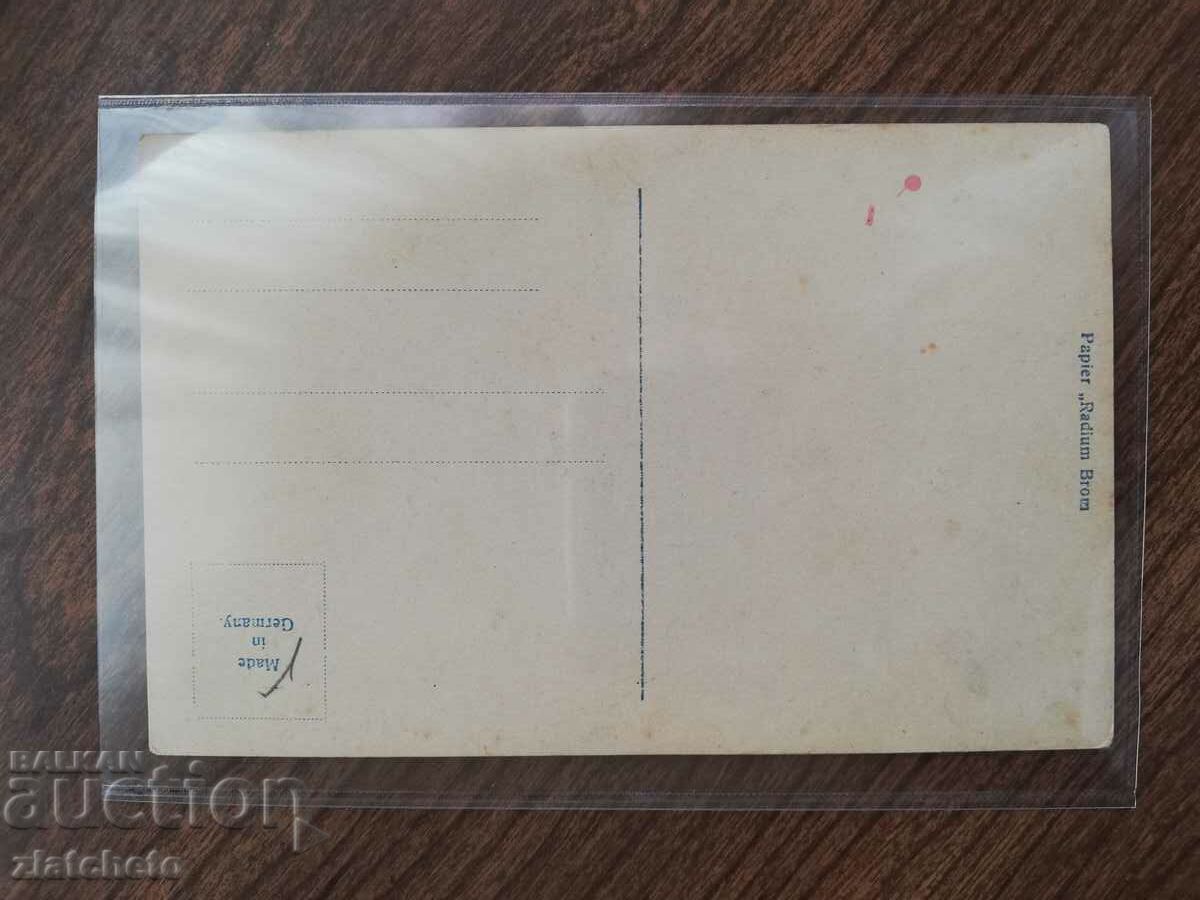 Papier „Radium Brom
Made
in
Germany.
BALKAN
auction
zlatcheto